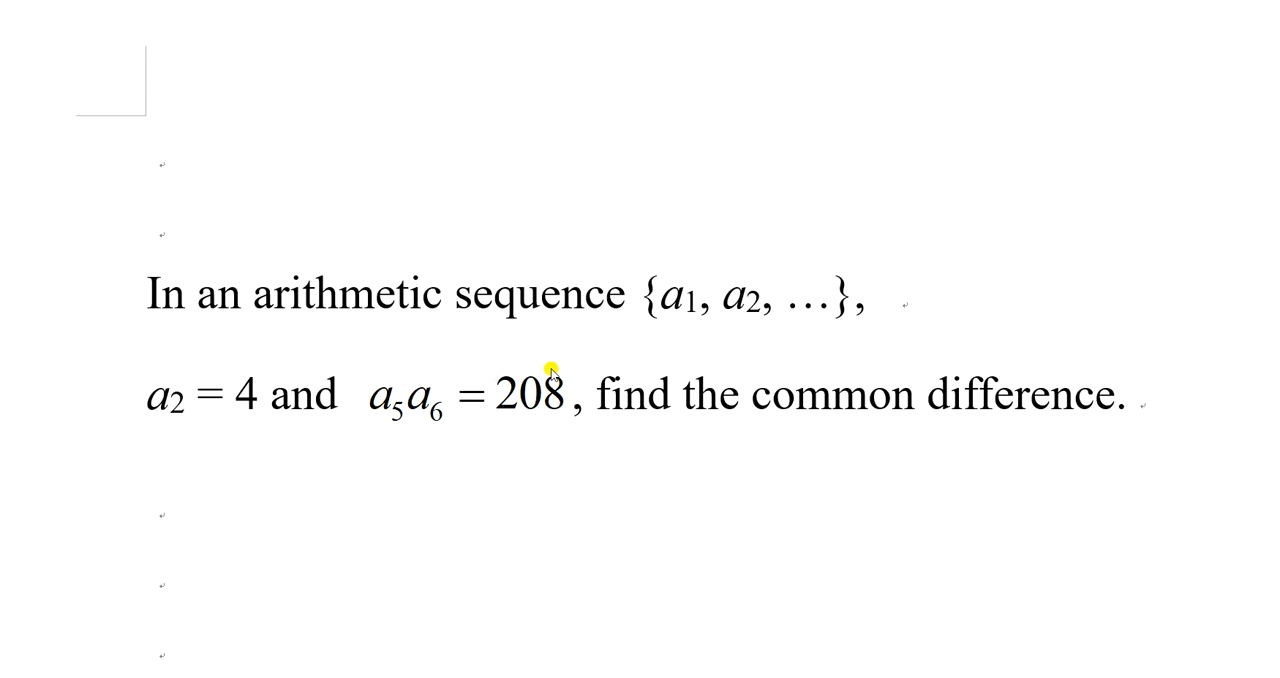 In an arithmetic sequence {a1, a2, …},
a2 = 4 and a₅a₆ = 208, find the common difference.